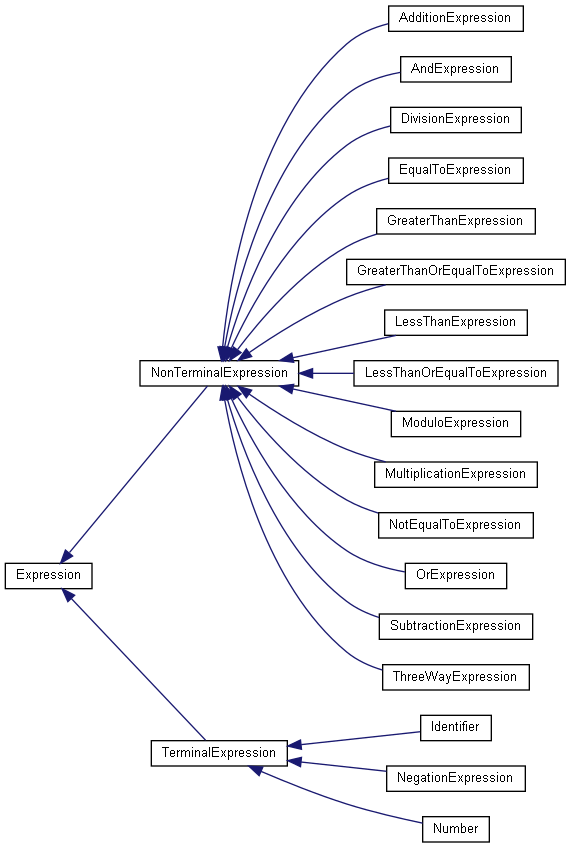 AdditionExpression
AndExpression
DivisionExpression
EqualToExpression
GreaterThanExpression
GreaterThanOrEqualToExpression
LessThanExpression
NonTerminalExpression
LessThanOrEqualToExpression
ModuloExpression
MultiplicationExpression
NotEqualToExpression
Expression
OrExpression
SubtractionExpression
ThreeWayExpression
Identifier
TerminalExpression
NegationExpression
Number